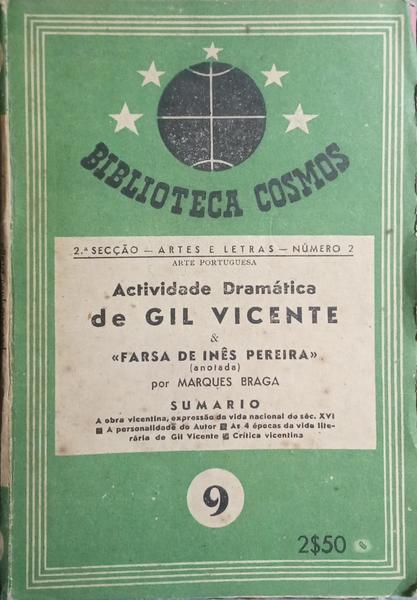 BIBLIOTECA COSMOS
2.ª SECÇÃO — ARTES E LETRAS — NÚMERO 2
ARTE PORTUGUESA
Actividade Dramática
de GIL VICENTE
&
«FARSA DE INÊS PEREIRA»
(anotada)
por MARQUES BRAGA
SUMARIO
A obra vicentina, expressão da vida nacional do séc. XVI
■ A personalidade do Autor ■ As 4 épocas da vida lite-
rária de Gil Vicente ■ Crítica vicentina
9
2$50